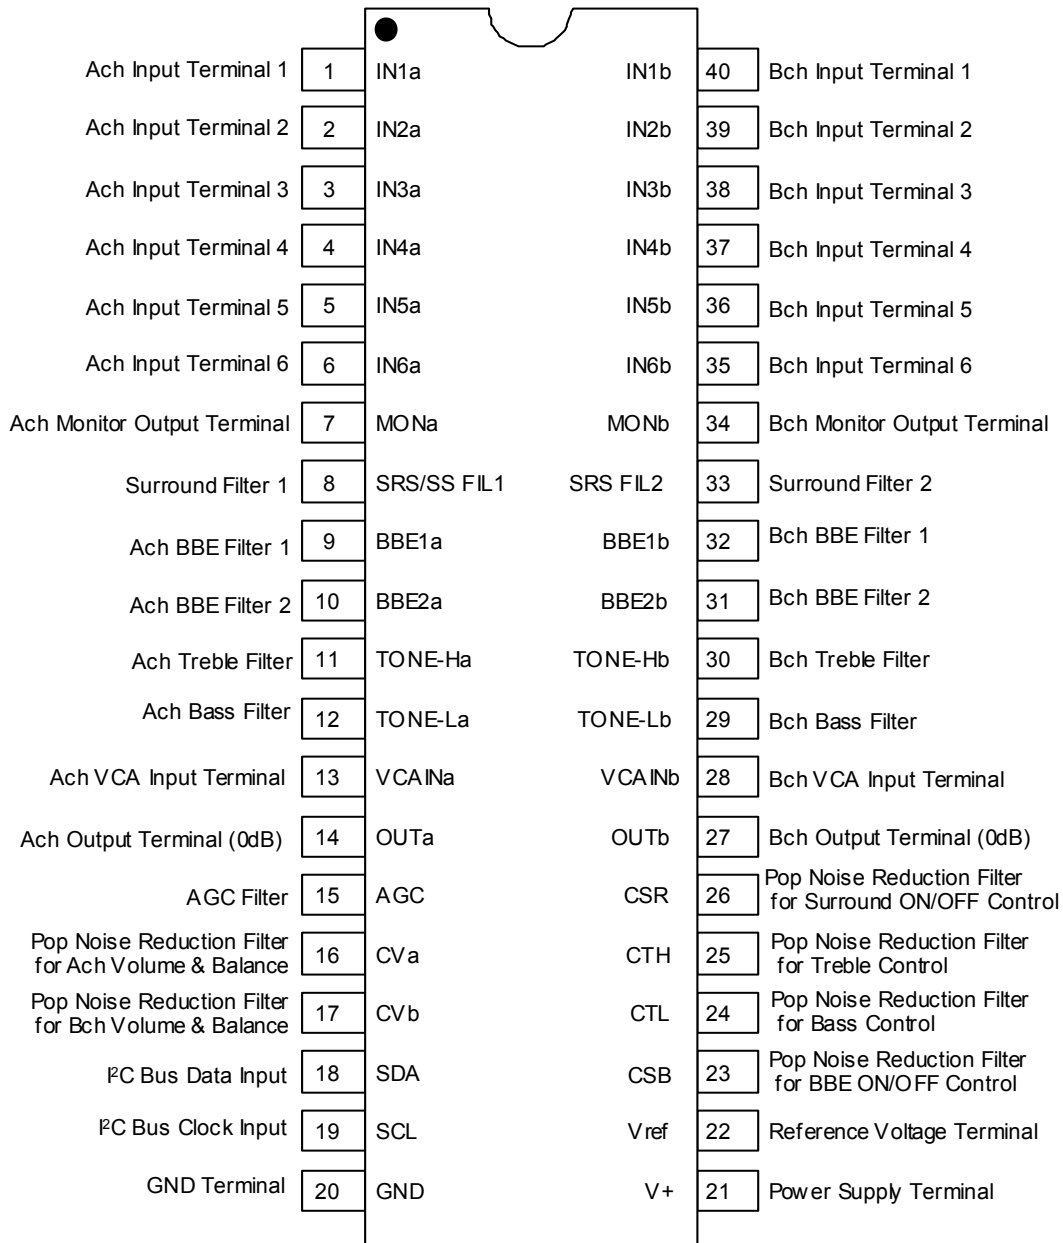 Ach Input Terminal 1 1 IN1a IN1b 40 Bch Input Terminal 1
Ach Input Terminal 2 2 IN2a IN2b 39 Bch Input Terminal 2
Ach Input Terminal 3 3 IN3a IN3b 38 Bch Input Terminal 3
Ach Input Terminal 4 4 IN4a IN4b 37 Bch Input Terminal 4
Ach Input Terminal 5 5 IN5a IN5b 36 Bch Input Terminal 5
Ach Input Terminal 6 6 IN6a IN6b 35 Bch Input Terminal 6
Ach Monitor Output Terminal 7 MONa MONb 34 Bch Monitor Output Terminal
Surround Filter 1 8 SRS/SS FIL1 SRS FIL2 33 Surround Filter 2
Ach BBE Filter 1 9 BBE1a BBE1b 32 Bch BBE Filter 1
Ach BBE Filter 2 10 BBE2a BBE2b 31 Bch BBE Filter 2
Ach Treble Filter 11 TONE-Ha TONE-Hb 30 Bch Treble Filter
Ach Bass Filter 12 TONE-La TONE-Lb 29 Bch Bass Filter
Ach VCA Input Terminal 13 VCAINa VCAINb 28 Bch VCA Input Terminal
Ach Output Terminal (0dB) 14 OUTa OUTb 27 Bch Output Terminal (0dB)
AGC Filter 15 AGC CSR 26 Pop Noise Reduction Filter
for Surround ON/OFF Control
Pop Noise Reduction Filter
for Ach Volume & Balance 16 CVa CTH 25 Pop Noise Reduction Filter
for Treble Control
Pop Noise Reduction Filter
for Bch Volume & Balance 17 CVb CTL 24 Pop Noise Reduction Filter
for Bass Control
I²C Bus Data Input 18 SDA CSB 23 Pop Noise Reduction Filter
for BBE ON/OFF Control
I²C Bus Clock Input 19 SCL Vref 22 Reference Voltage Terminal
GND Terminal 20 GND V+ 21 Power Supply Terminal